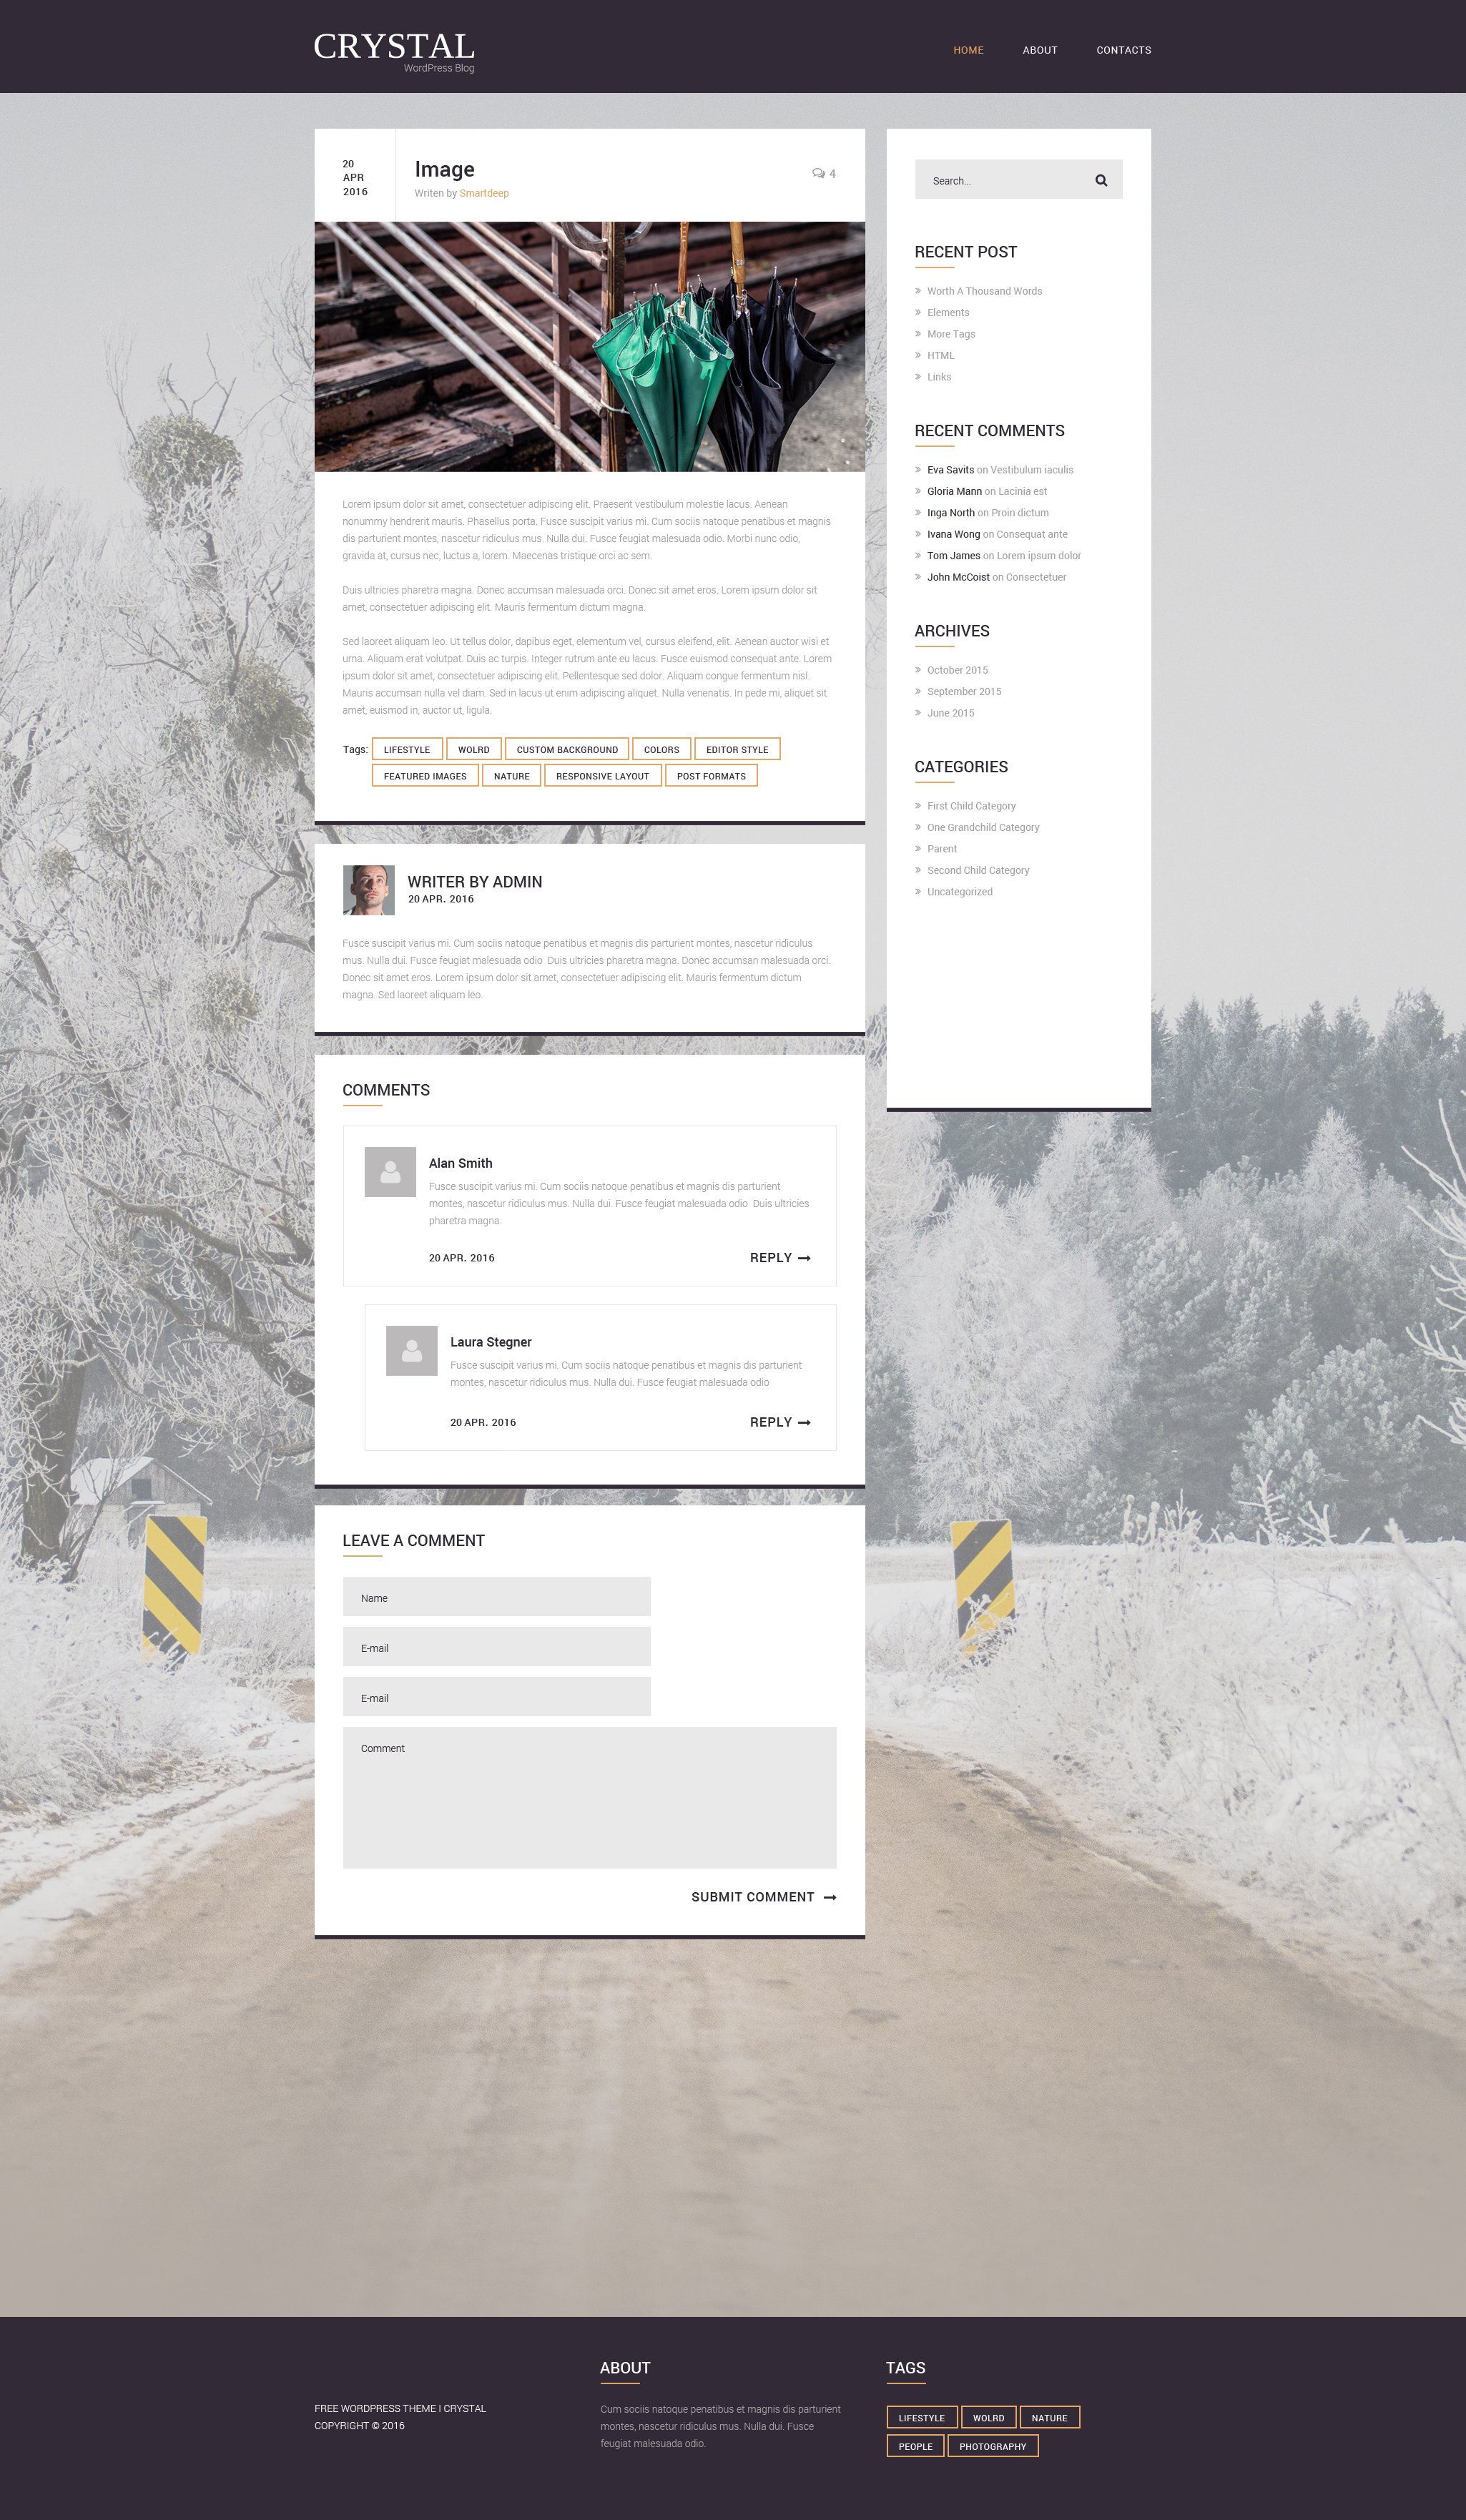 CRYSTAL
WordPress Blog
HOME ABOUT CONTACTS
20
APR
2016
Image
Writen by Smartdeep
4
Lorem ipsum dolor sit amet, consectetuer adipiscing elit. Praesent vestibulum molestie lacus. Aenean
nonummy hendrerit mauris. Phasellus porta. Fusce suscipit varius mi. Cum sociis natoque penatibus et magnis
dis parturient montes, nascetur ridiculus mus. Nulla dui. Fusce feugiat malesuada odio. Morbi nunc odio,
gravida at, cursus nec, luctus a, lorem. Maecenas tristique orci ac sem.
Duis ultricies pharetra magna. Donec accumsan malesuada orci. Donec sit amet eros. Lorem ipsum dolor sit
amet, consectetuer adipiscing elit. Mauris fermentum dictum magna.
Sed laoreet aliquam leo. Ut tellus dolor, dapibus eget, elementum vel, cursus eleifend, elit. Aenean auctor wisi et
urna. Aliquam erat volutpat. Duis ac turpis. Integer rutrum ante eu lacus. Fusce euismod consequat ante. Lorem
ipsum dolor sit amet, consectetuer adipiscing elit. Pellentesque sed dolor. Aliquam congue fermentum nisl.
Mauris accumsan nulla vel diam. Sed in lacus ut enim adipiscing aliquet. Nulla venenatis. In pede mi, aliquet sit
amet, euismod in, auctor ut, ligula.
Tags: LIFESTYLE WOLRD CUSTOM BACKGROUND COLORS EDITOR STYLE
FEATURED IMAGES NATURE RESPONSIVE LAYOUT POST FORMATS
WRITER BY ADMIN
20 APR. 2016
Fusce suscipit varius mi. Cum sociis natoque penatibus et magnis dis parturient montes, nascetur ridiculus
mus. Nulla dui. Fusce feugiat malesuada odio Duis ultricies pharetra magna. Donec accumsan malesuada orci.
Donec sit amet eros. Lorem ipsum dolor sit amet, consectetuer adipiscing elit. Mauris fermentum dictum
magna. Sed laoreet aliquam leo.
COMMENTS
Alan Smith
Fusce suscipit varius mi. Cum sociis natoque penatibus et magnis dis parturient
montes, nascetur ridiculus mus. Nulla dui. Fusce feugiat malesuada odio Duis ultricies
pharetra magna.
20 APR. 2016 REPLY
Laura Stegner
Fusce suscipit varius mi. Cum sociis natoque penatibus et magnis dis parturient
montes, nascetur ridiculus mus. Nulla dui. Fusce feugiat malesuada odio
20 APR. 2016 REPLY
LEAVE A COMMENT
Name
E-mail
E-mail
Comment
SUBMIT COMMENT
Search...
RECENT POST
Worth A Thousand Words
Elements
More Tags
HTML
Links
RECENT COMMENTS
Eva Savits on Vestibulum iaculis
Gloria Mann on Lacinia est
Inga North on Proin dictum
Ivana Wong on Consequat ante
Tom James on Lorem ipsum dolor
John McCoist on Consectetuer
ARCHIVES
October 2015
September 2015
June 2015
CATEGORIES
First Child Category
One Grandchild Category
Parent
Second Child Category
Uncategorized
FREE WORDPRESS THEME I CRYSTAL
COPYRIGHT © 2016
ABOUT
Cum sociis natoque penatibus et magnis dis parturient
montes, nascetur ridiculus mus. Nulla dui. Fusce
feugiat malesuada odio.
TAGS
LIFESTYLE WOLRD NATURE
PEOPLE PHOTOGRAPHY